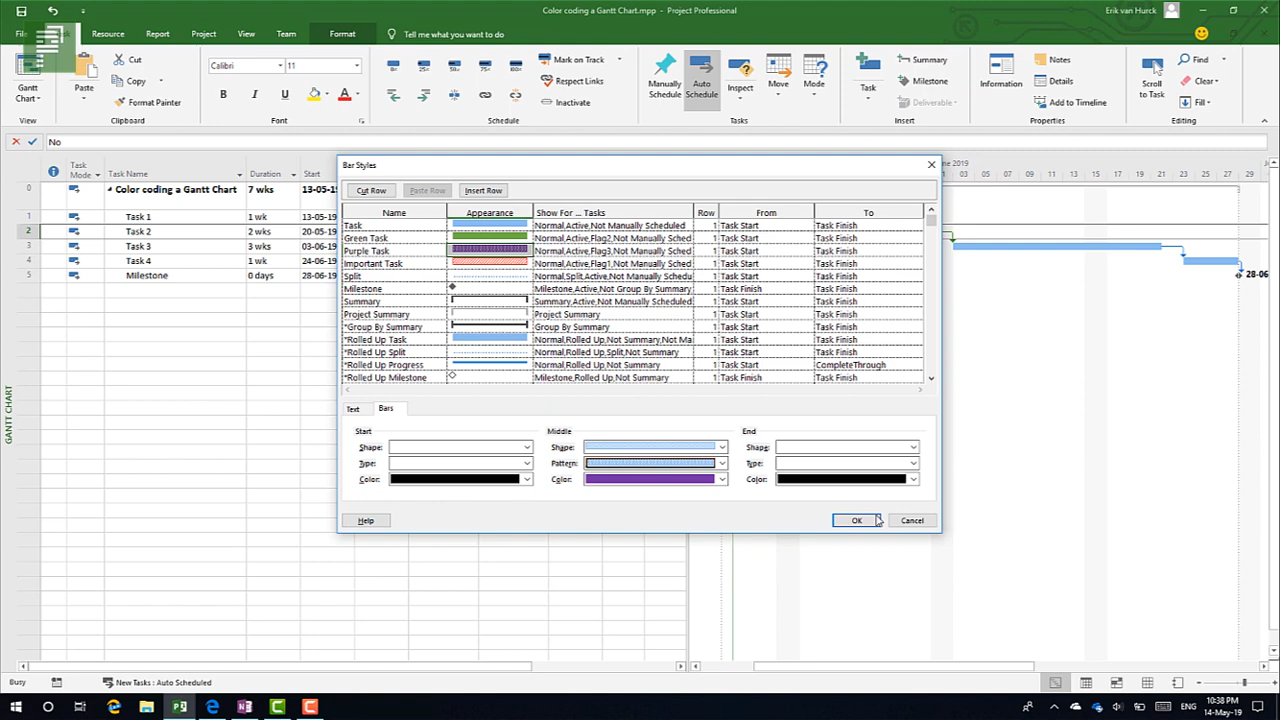 Color coding a Gantt Chart.mpp - Project Professional
Erik van Hurck
Resource Report Project View Team Format Tell me what you want to do
Gantt Chart
View
Paste
Cut
Copy
Format Painter
Clipboard
Calibri 11
B I U A
Font
0% 25% 50% 75% 100%
Mark on Track
Respect Links
Inactivate
Schedule
Manually Schedule
Auto Schedule
Inspect
Move
Mode
Tasks
Task
Summary
Milestone
Deliverable
Insert
Information
Notes
Details
Add to Timeline
Properties
Scroll to Task
Find
Clear
Fill
Editing
No
Task Mode Task Name Duration Start
0 Color coding a Gantt Chart 7 wks 13-05-19
1 Task 1 1 wk 13-05-19
2 Task 2 2 wks 20-05-19
3 Task 3 3 wks 03-06-19
4 Task 4 1 wk 24-06-19
5 Milestone 0 days 28-06-19
GANTT CHART
June 2019
03 05 07 09 11 13 15 17 19 21 23 25 27 29
28-06
Bar Styles
Cut Row Paste Row Insert Row
Name Appearance Show For ... Tasks Row From To
Task Normal,Active,Not Manually Scheduled 1 Task Start Task Finish
Green Task Normal,Active,Flag2,Not Manually Sched 1 Task Start Task Finish
Purple Task Normal,Active,Flag3,Not Manually Sched 1 Task Start Task Finish
Important Task Normal,Active,Flag1,Not Manually Sched 1 Task Start Task Finish
Split Normal,Split,Active,Not Manually Schedu 1 Task Start Task Finish
Milestone Milestone,Active,Not Group By Summary, 1 Task Finish Task Finish
Summary Summary,Active,Not Manually Scheduled 1 Task Start Task Finish
Project Summary Project Summary 1 Task Start Task Finish
*Group By Summary Group By Summary 1 Task Start Task Finish
*Rolled Up Task Normal,Rolled Up,Not Summary,Not Ma 1 Task Start Task Finish
*Rolled Up Split Normal,Rolled Up,Split,Not Summary 1 Task Start Task Finish
*Rolled Up Progress Normal,Rolled Up,Not Summary 1 Task Start CompleteThrough
*Rolled Up Milestone Milestone,Rolled Up,Not Summary 1 Task Finish Task Finish
Text Bars
Start Middle End
Shape: Shape: Shape:
Type: Pattern: Type:
Color: Color: Color:
Help OK Cancel
Busy New Tasks : Auto Scheduled
ENG
10:38 PM
14-May-19